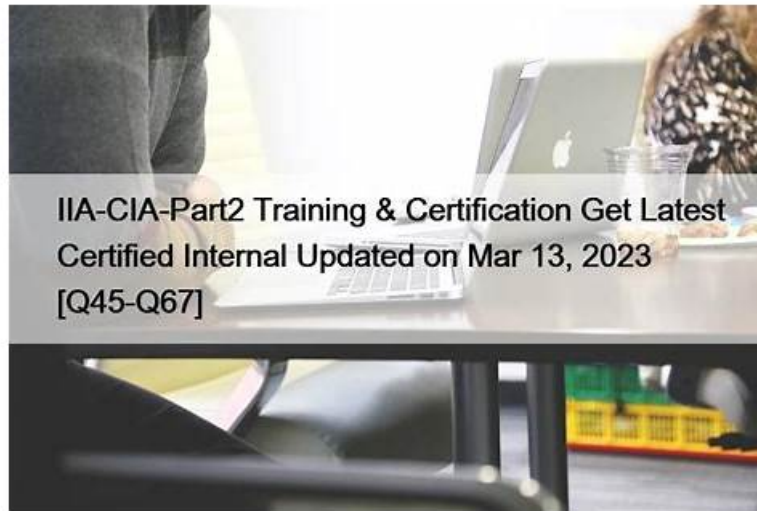 IIA-CIA-Part2 Training & Certification Get Latest
Certified Internal Updated on Mar 13, 2023
[Q45-Q67]